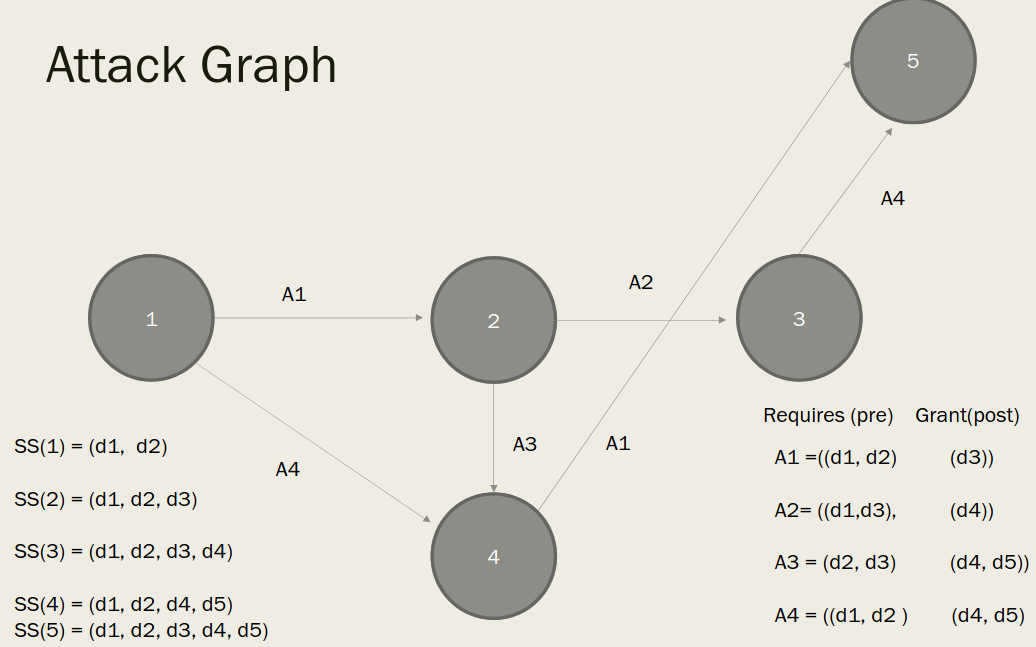 Attack Graph
5
A4
A2
A1
1
2
3
Requires (pre) Grant(post)
SS(1) = (d1, d2)
A3
A1
A1 =((d1, d2) (d3))
A4
SS(2) = (d1, d2, d3)
A2= ((d1,d3), (d4))
SS(3) = (d1, d2, d3, d4)
4
A3 = (d2, d3) (d4, d5))
SS(4) = (d1, d2, d4, d5)
A4 = ((d1, d2 ) (d4, d5)
SS(5) = (d1, d2, d3, d4, d5)